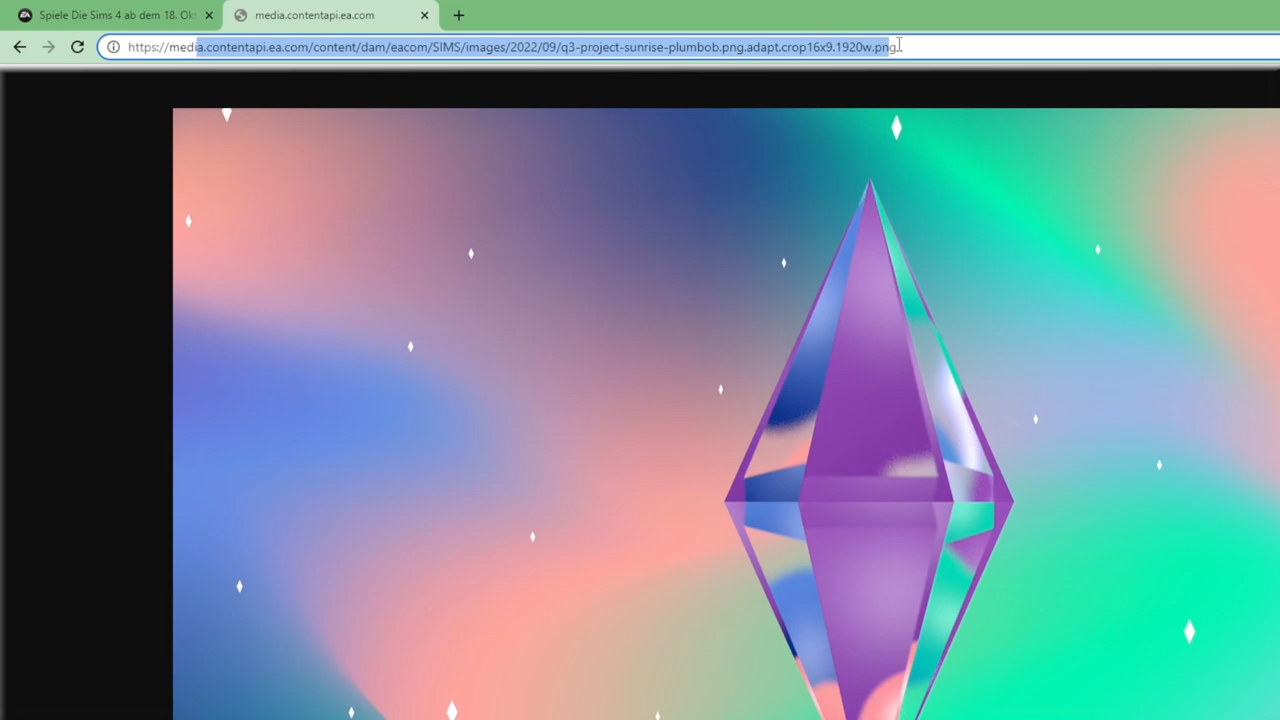 Spiele Die Sims 4 ab dem 18. Ok
media.contentapi.ea.com
https://media.contentapi.ea.com/content/dam/eacom/SIMS/images/2022/09/q3-project-sunrise-plumbob.png.adapt.crop16x9.1920w.png